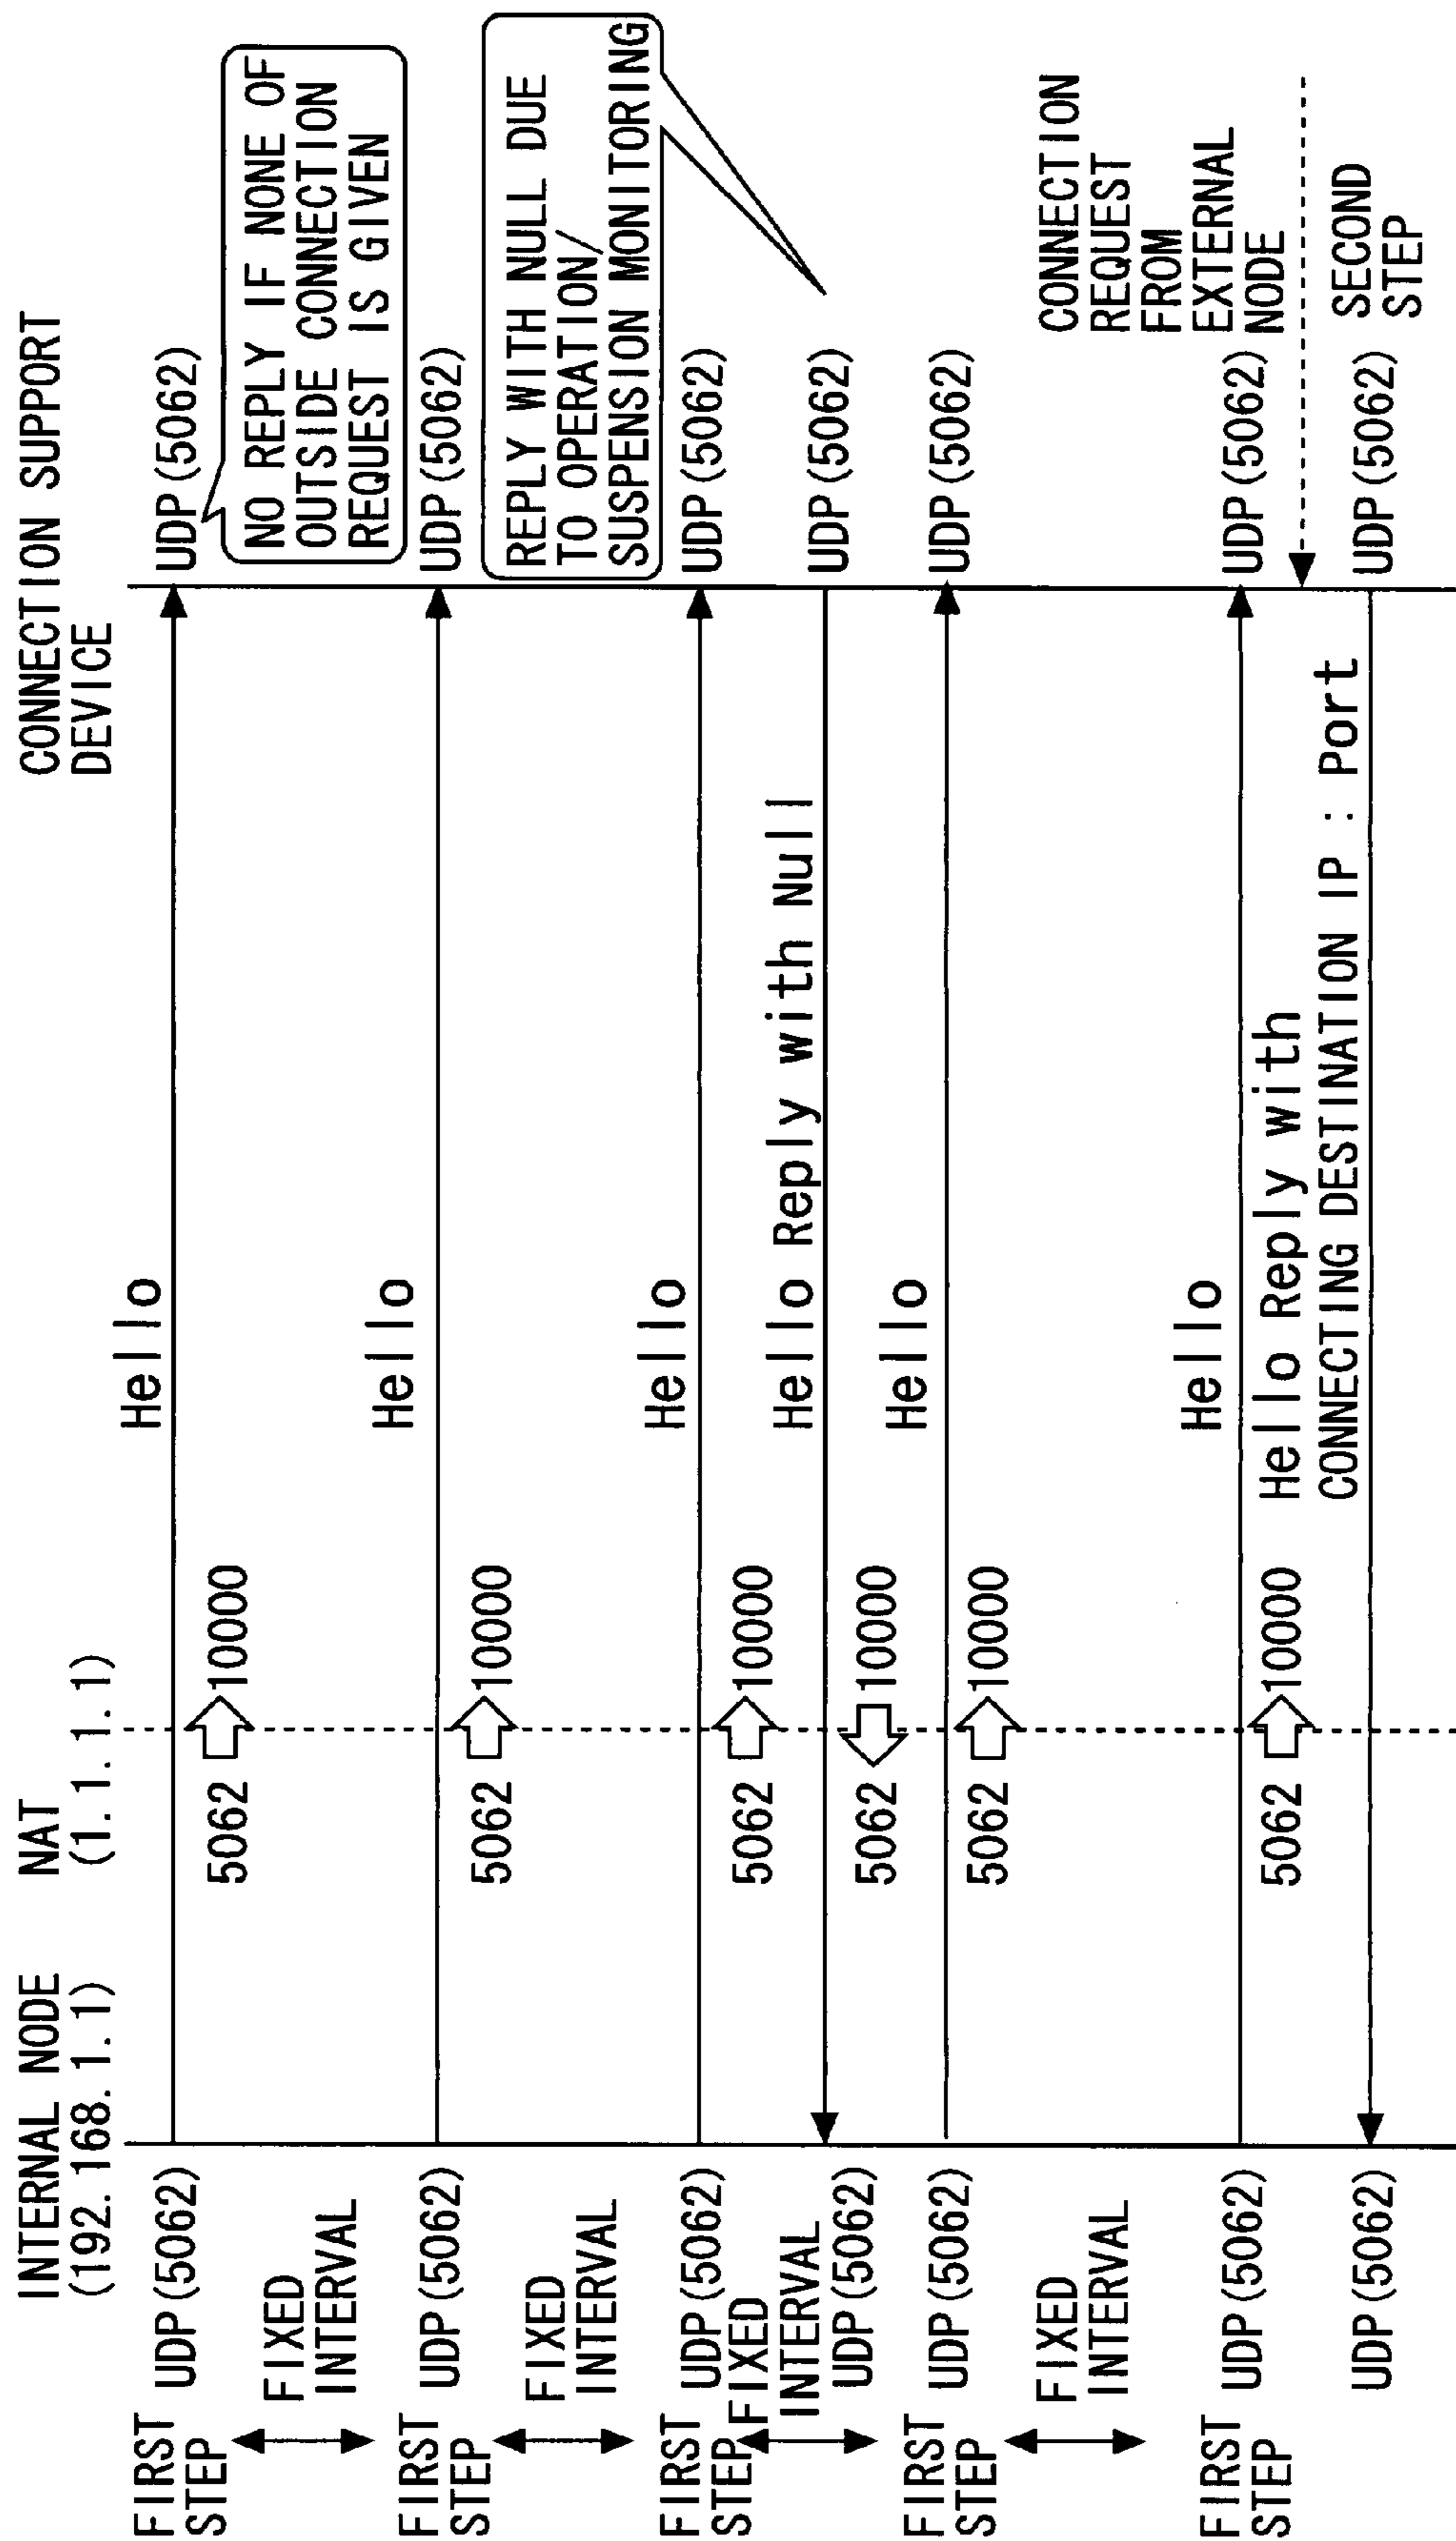 INTERNAL NODE
(192.168.1.1)
NAT
(1.1.1.1)
CONNECTION SUPPORT
DEVICE
FIRST
STEP
UDP(5062)
Hello
UDP(5062)
5062
10000
NO REPLY IF NONE OF
OUTSIDE CONNECTION
REQUEST IS GIVEN
FIXED
INTERVAL
FIRST
STEP
UDP(5062)
Hello
UDP(5062)
5062
10000
REPLY WITH NULL DUE
TO OPERATION/
SUSPENSION MONITORING
FIXED
INTERVAL
FIRST
STEP
UDP(5062)
Hello
UDP(5062)
5062
10000
FIXED
INTERVAL
Hello Reply with Null
UDP(5062)
UDP(5062)
5062
10000
FIRST
STEP
UDP(5062)
Hello
UDP(5062)
5062
10000
FIXED
INTERVAL
CONNECTION
REQUEST
FROM
EXTERNAL
NODE
FIRST
STEP
UDP(5062)
Hello
UDP(5062)
5062
10000
Hello Reply with
CONNECTING DESTINATION IP : Port
UDP(5062)
UDP(5062)
SECOND
STEP